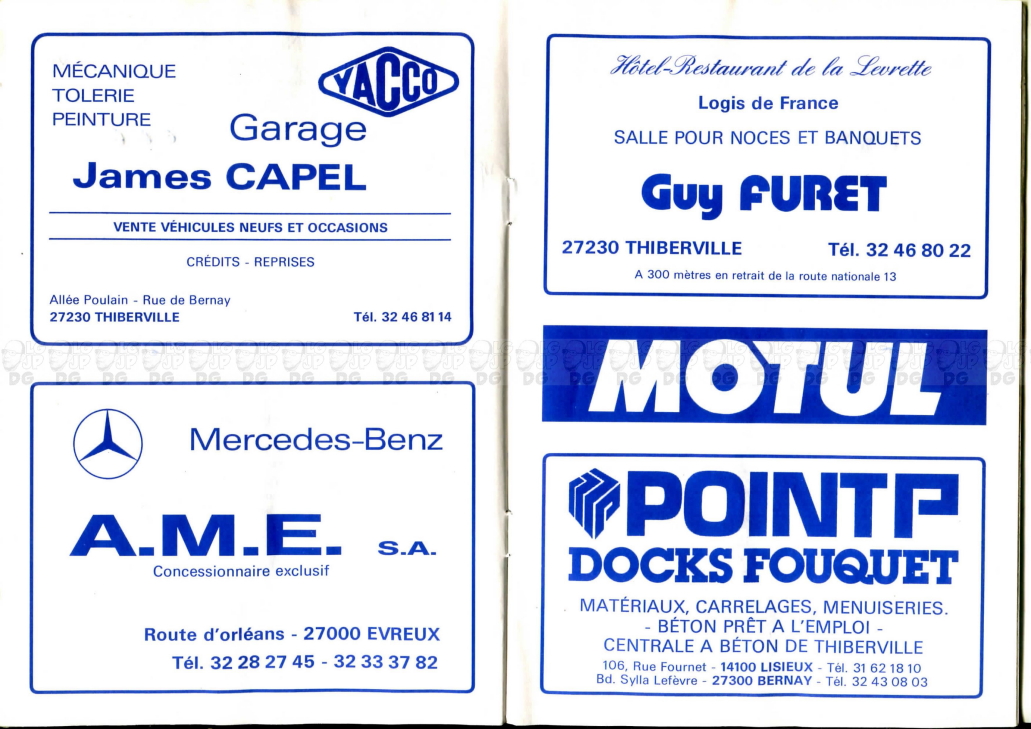 MÉCANIQUE
TOLERIE
PEINTURE
YACCO
Garage
James CAPEL
VENTE VÉHICULES NEUFS ET OCCASIONS
CRÉDITS - REPRISES
Allée Poulain - Rue de Bernay
27230 THIBERVILLE Tél. 32 46 81 14
Mercedes-Benz
A.M.E. S.A.
Concessionnaire exclusif
Route d'orléans - 27000 EVREUX
Tél. 32 28 27 45 - 32 33 37 82
Hôtel-Restaurant de la Levrette
Logis de France
SALLE POUR NOCES ET BANQUETS
Guy FURET
27230 THIBERVILLE Tél. 32 46 80 22
A 300 mètres en retrait de la route nationale 13
MOTUL
POINT P
DOCKS FOUQUET
MATÉRIAUX, CARRELAGES, MENUISERIES.
- BÉTON PRÊT A L'EMPLOI -
CENTRALE A BÉTON DE THIBERVILLE
106, Rue Fournet - 14100 LISIEUX - Tél. 31 62 18 10
Bd. Sylla Lefèvre - 27300 BERNAY - Tél. 32 43 08 03